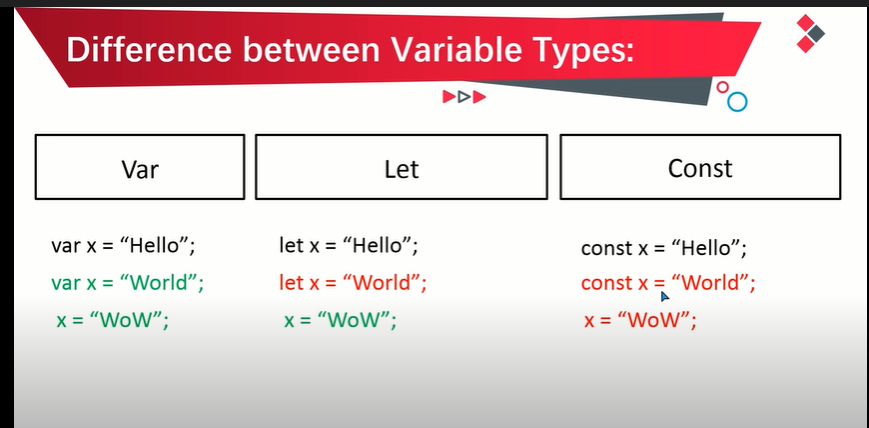 Difference between Variable Types:
Var
var x = “Hello”;
var x = “World”;
x = “WoW”;
Let
let x = “Hello”;
let x = “World”;
x = “WoW”;
Const
const x = “Hello”;
const x = “World”;
x = “WoW”;